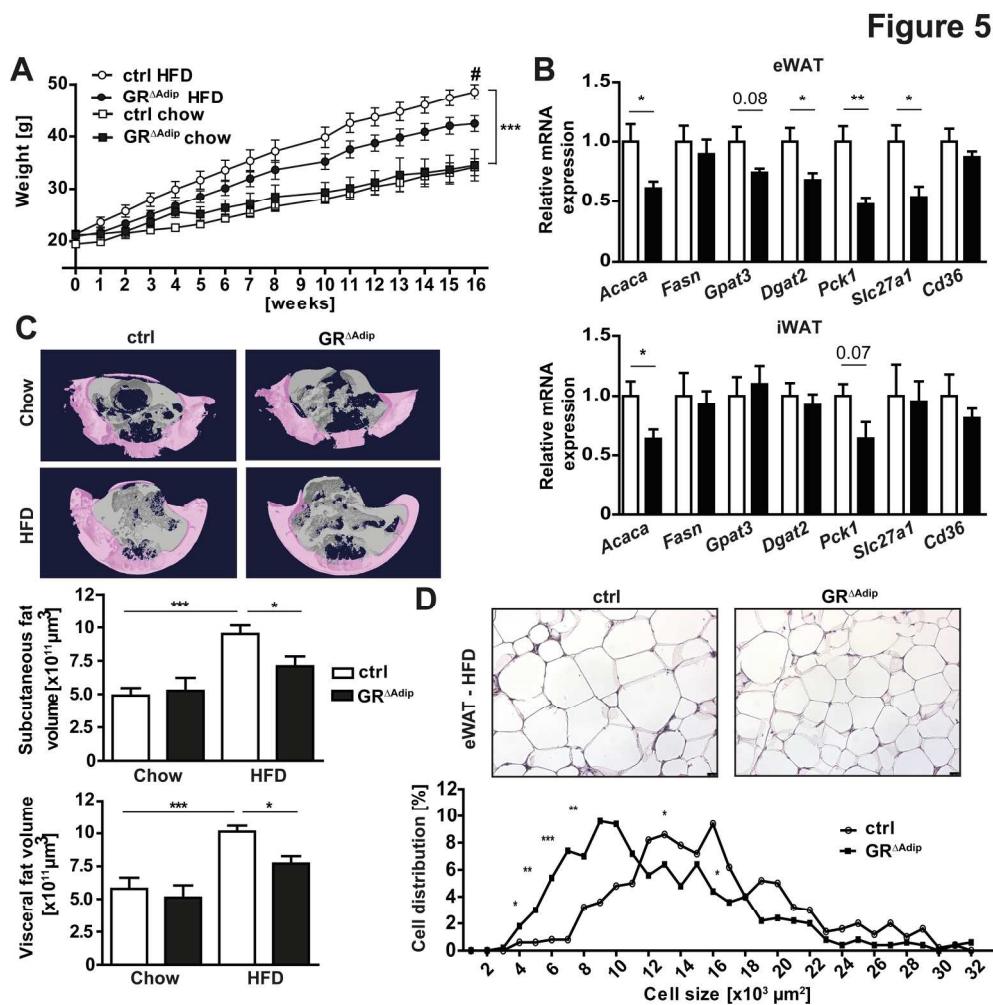 Figure 5
A
ctrl HFD
GRΔAdip HFD
ctrl chow
GRΔAdip chow
#
***
Weight [g]
50
40
30
20
0 1 2 3 4 5 6 7 8 9 10 11 12 13 14 15 16
[weeks]
B
eWAT
Relative mRNA
expression
1.5
1.0
0.5
0
* 0.08 * ** *
Acaca Fasn Gpat3 Dgat2 Pck1 Slc27a1 Cd36
iWAT
Relative mRNA
expression
1.5
1.0
0.5
0
* 0.07
Acaca Fasn Gpat3 Dgat2 Pck1 Slc27a1 Cd36
C
ctrl GRΔAdip
Chow
HFD
Subcutaneous fat
volume [x10¹¹µm³]
12
10
7.5
5.0
2.5
0
*** *
ctrl
GRΔAdip
Chow HFD
Visceral fat volume
[x10¹¹µm³]
12
10
7.5
5.0
2.5
0
*** *
Chow HFD
D
ctrl GRΔAdip
eWAT - HFD
Cell distribution [%]
10
8
6
4
2
0
* ** *** ** * *
ctrl
GRΔAdip
2 4 6 8 10 12 14 16 18 20 22 24 26 28 30 32
Cell size [x10³ µm²]